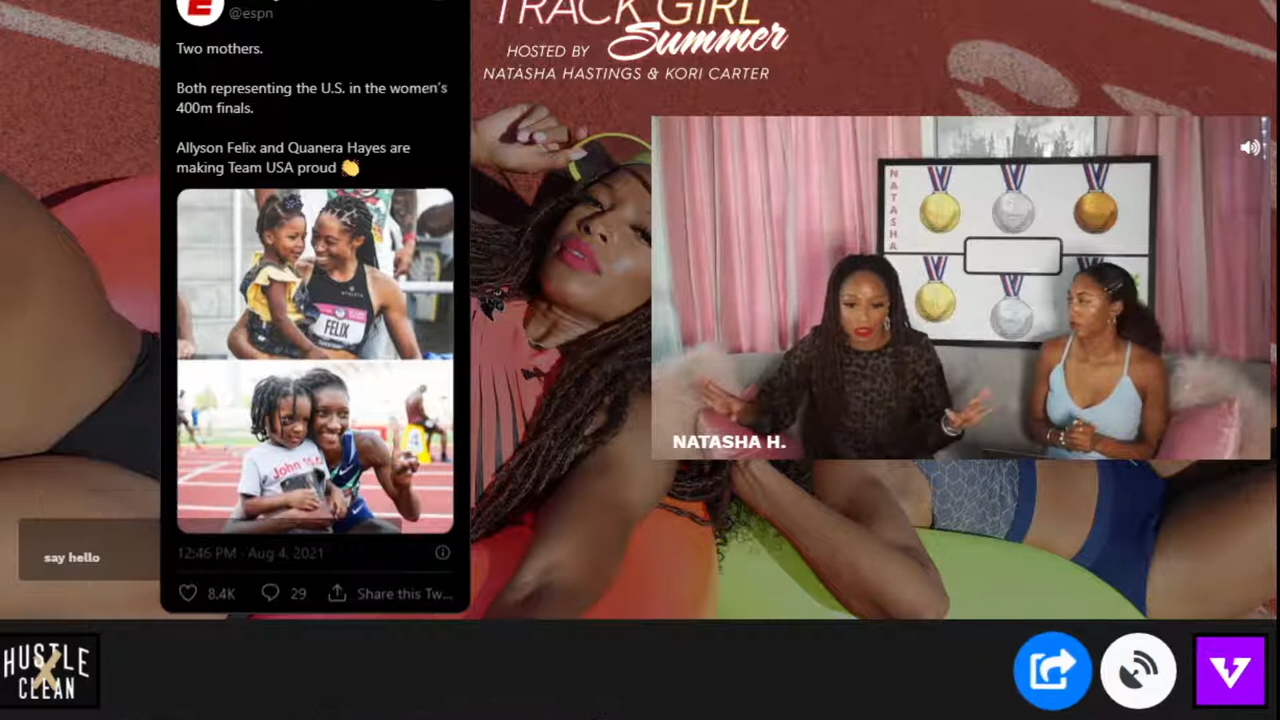 @espn
Two mothers.
Both representing the U.S. in the women's
400m finals.
Allyson Felix and Quanera Hayes are
making Team USA proud 👏
FELIX
John 16:
12:46 PM · Aug 4, 2021
8.4K
29
Share this Tw...
TRACK GIRL
Summer
HOSTED BY
NATASHA HASTINGS & KORI CARTER
NATASHA
NATASHA H.
say hello
HUSTLE
X
CLEAN